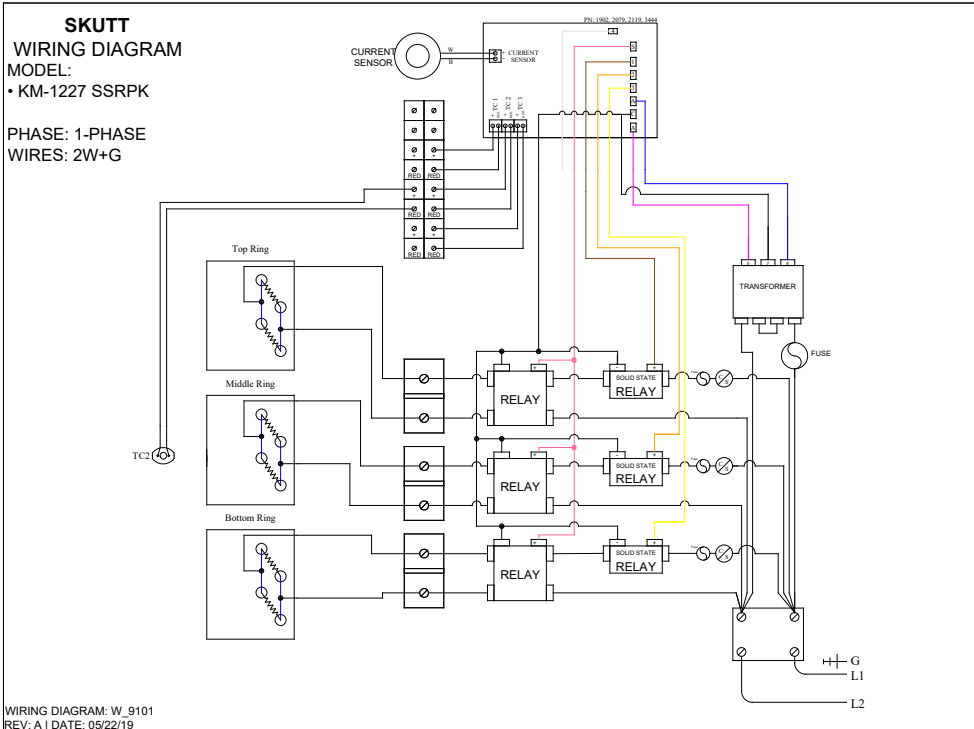 SKUTT
WIRING DIAGRAM
MODEL:
• KM-1227 SSRPK
PHASE: 1-PHASE
WIRES: 2W+G
PN: 1902, 2079, 2119, 3444
CURRENT
SENSOR
W
B
+ CURRENT
- SENSOR
+ TC 1
+ TC 2
+ TC 3
+ +
RED RED
+ +
RED RED
+ +
RED RED
TRANSFORMER
FUSE
Top Ring
Middle Ring
Bottom Ring
TC2
RELAY
+
- +
SOLID STATE
RELAY
C/S
RELAY
+
- +
SOLID STATE
RELAY
C/S
RELAY
+
- +
SOLID STATE
RELAY
C/S
G
L1
L2
WIRING DIAGRAM: W_9101
REV: A | DATE: 05/22/19